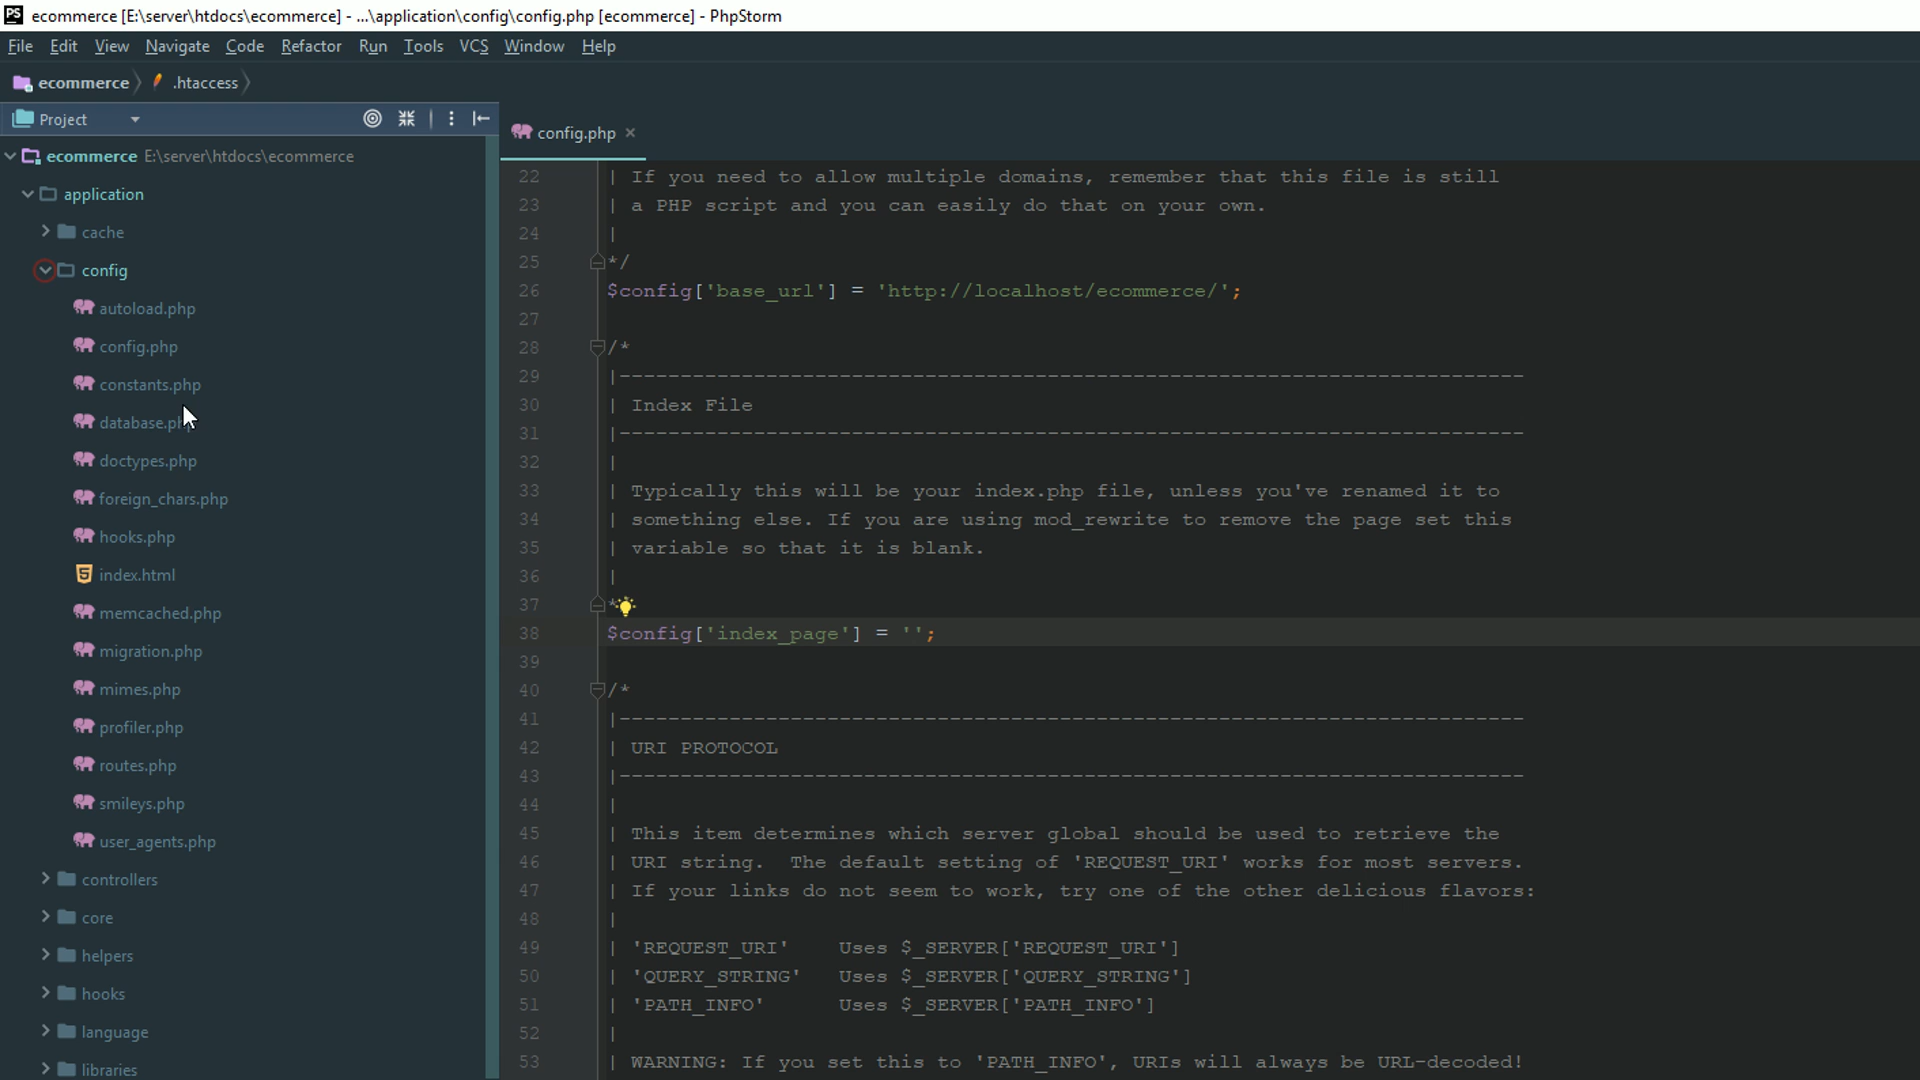 PS ecommerce [E:\server\htdocs\ecommerce] - ...\application\config\config.php [ecommerce] - PhpStorm
File Edit View Navigate Code Refactor Run Tools VCS Window Help
ecommerce .htaccess
Project
ecommerce E:\server\htdocs\ecommerce
application
cache
config
autoload.php
config.php
constants.php
database.php
doctypes.php
foreign_chars.php
hooks.php
5 index.html
memcached.php
migration.php
mimes.php
profiler.php
routes.php
smileys.php
user_agents.php
controllers
core
helpers
hooks
language
libraries
config.php ×
22 | If you need to allow multiple domains, remember that this file is still
23 | a PHP script and you can easily do that on your own.
24 |
25 */
26 $config['base_url'] = 'http://localhost/ecommerce/';
27
28 /*
29 |--------------------------------------------------------------------------
30 | Index File
31 |--------------------------------------------------------------------------
32 |
33 | Typically this will be your index.php file, unless you've renamed it to
34 | something else. If you are using mod_rewrite to remove the page set this
35 | variable so that it is blank.
36 |
37 *
38 $config['index_page'] = '';
39
40 /*
41 |--------------------------------------------------------------------------
42 | URI PROTOCOL
43 |--------------------------------------------------------------------------
44 |
45 | This item determines which server global should be used to retrieve the
46 | URI string.  The default setting of 'REQUEST_URI' works for most servers.
47 | If your links do not seem to work, try one of the other delicious flavors:
48 |
49 | 'REQUEST_URI'    Uses $_SERVER['REQUEST_URI']
50 | 'QUERY_STRING'   Uses $_SERVER['QUERY_STRING']
51 | 'PATH_INFO'      Uses $_SERVER['PATH_INFO']
52 |
53 | WARNING: If you set this to 'PATH_INFO', URIs will always be URL-decoded!